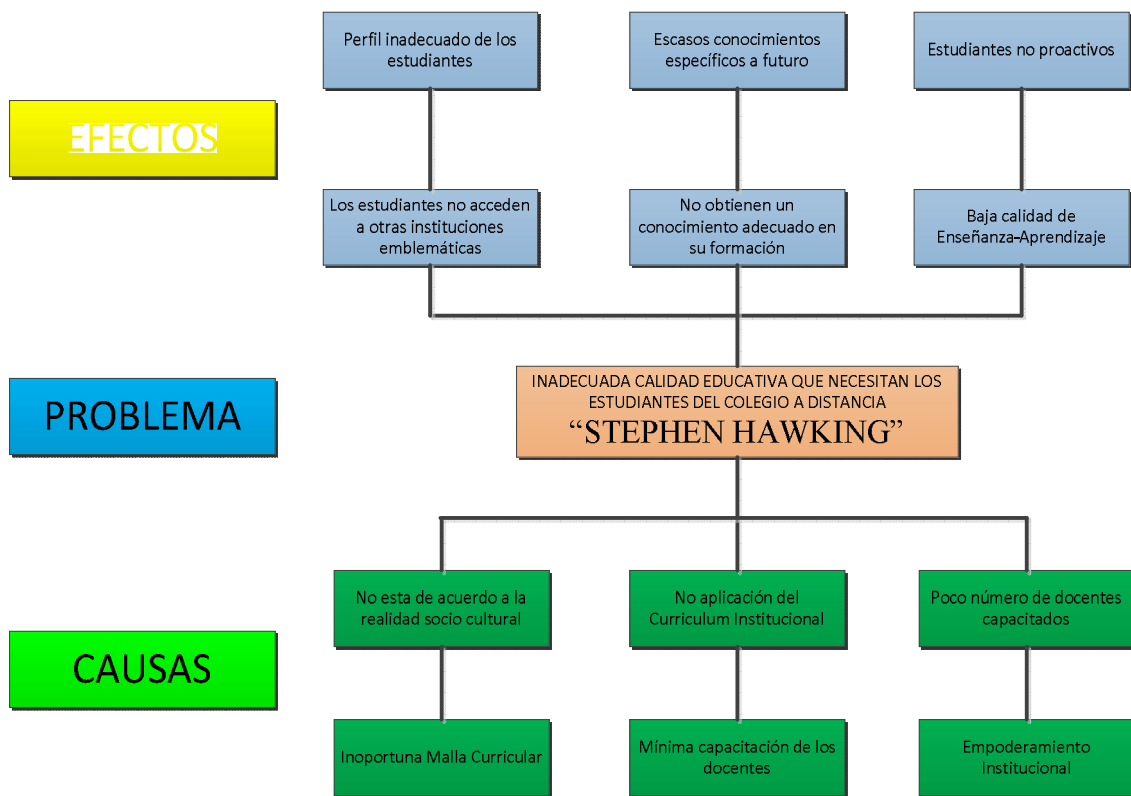 Perfil inadecuado de los
estudiantes
Escasos conocimientos
específicos a futuro
Estudiantes no proactivos
EFECTOS
Los estudiantes no acceden
a otras instituciones
emblemáticas
No obtienen un
conocimiento adecuado en
su formación
Baja calidad de
Enseñanza-Aprendizaje
PROBLEMA
INADECUADA CALIDAD EDUCATIVA QUE NECESITAN LOS
ESTUDIANTES DEL COLEGIO A DISTANCIA
“STEPHEN HAWKING”
No esta de acuerdo a la
realidad socio cultural
No aplicación del
Curriculum Institucional
Poco número de docentes
capacitados
CAUSAS
Inoportuna Malla Curricular
Mínima capacitación de los
docentes
Empoderamiento
Institucional